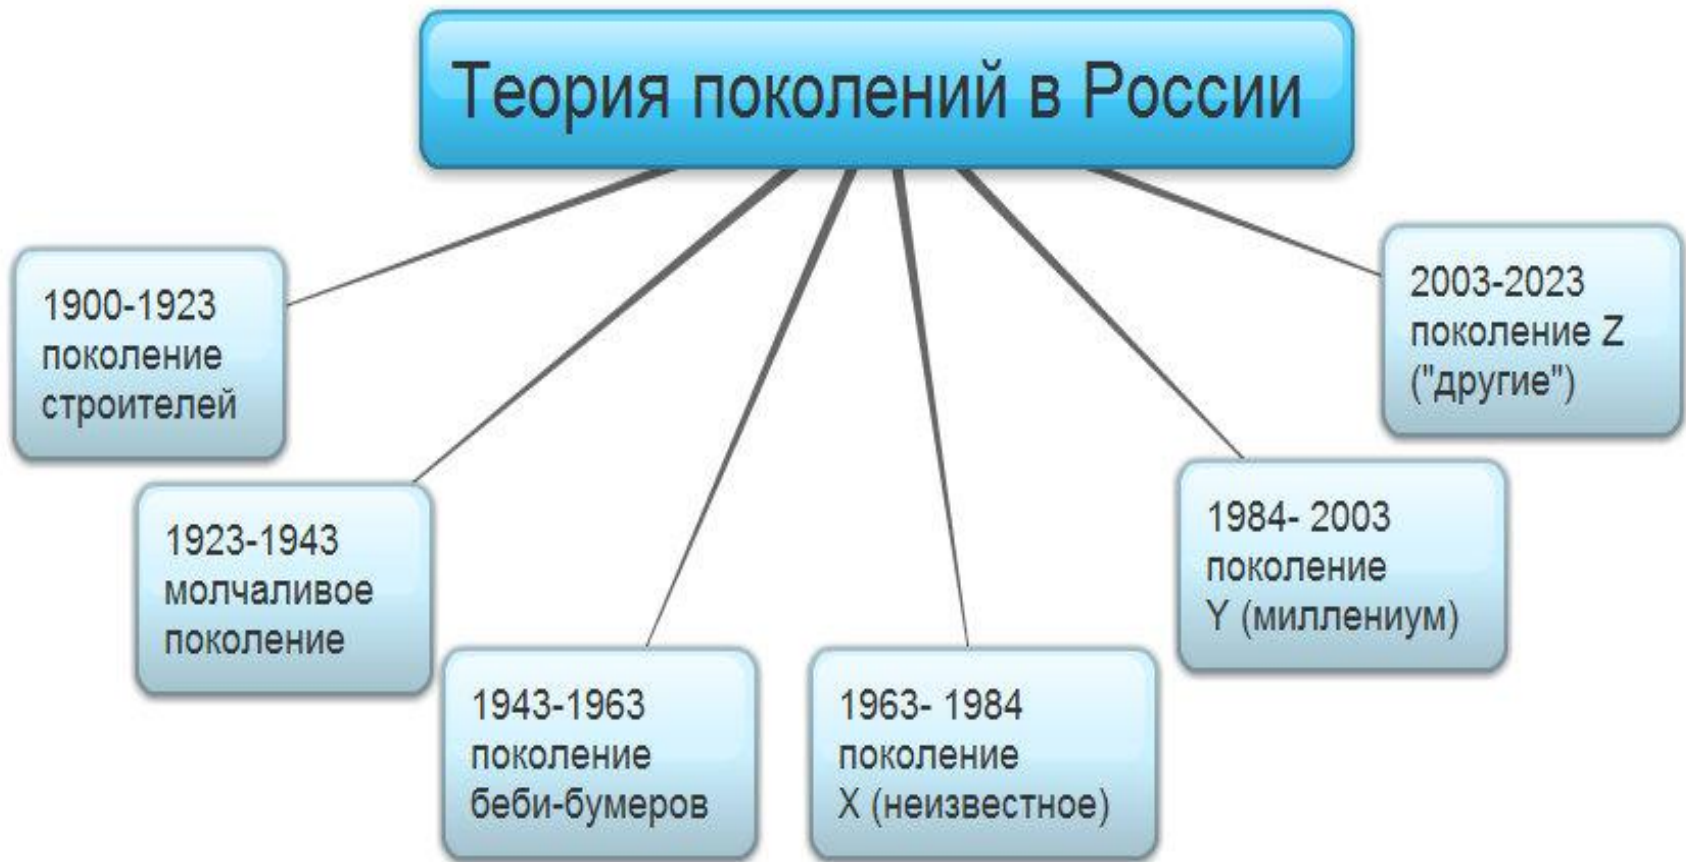 Теория поколений в России
1900-1923
поколение
строителей
1923-1943
молчаливое
поколение
1943-1963
поколение
беби-бумеров
1963- 1984
поколение
X (неизвестное)
1984- 2003
поколение
Y (миллениум)
2003-2023
поколение Z
("другие")